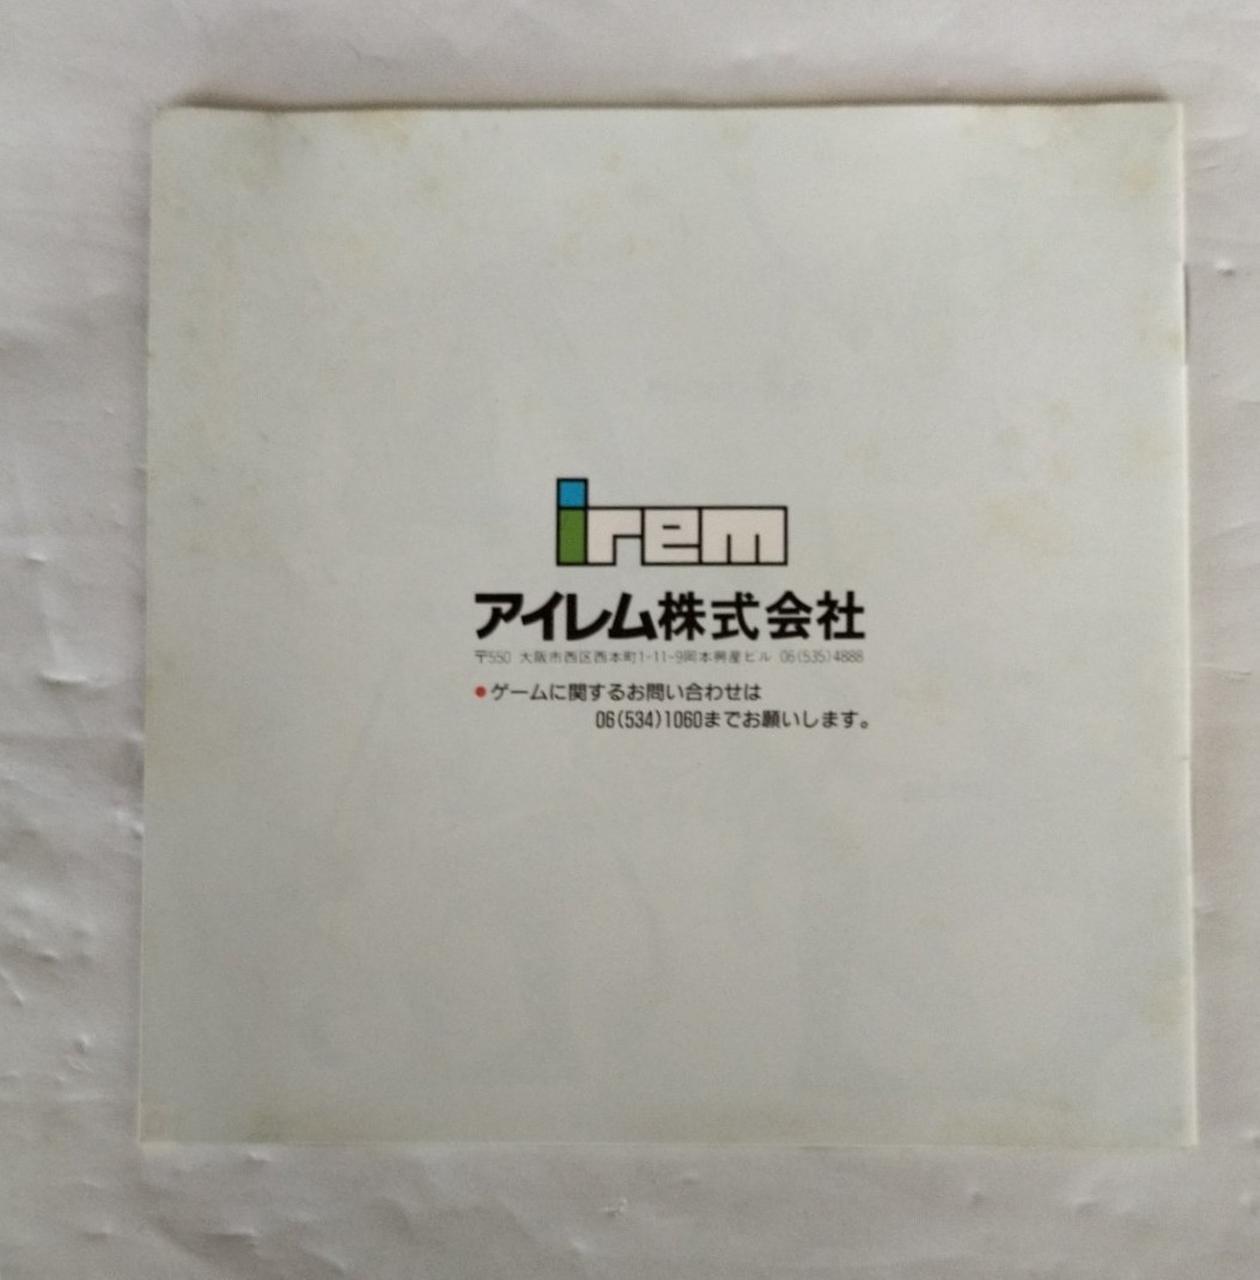 irem
アイレム株式会社
〒550 大阪市西区西本町1-11-9岡本興産ビル 06(535)4888
●ゲームに関するお問い合わせは
06(534)1060までお願いします。